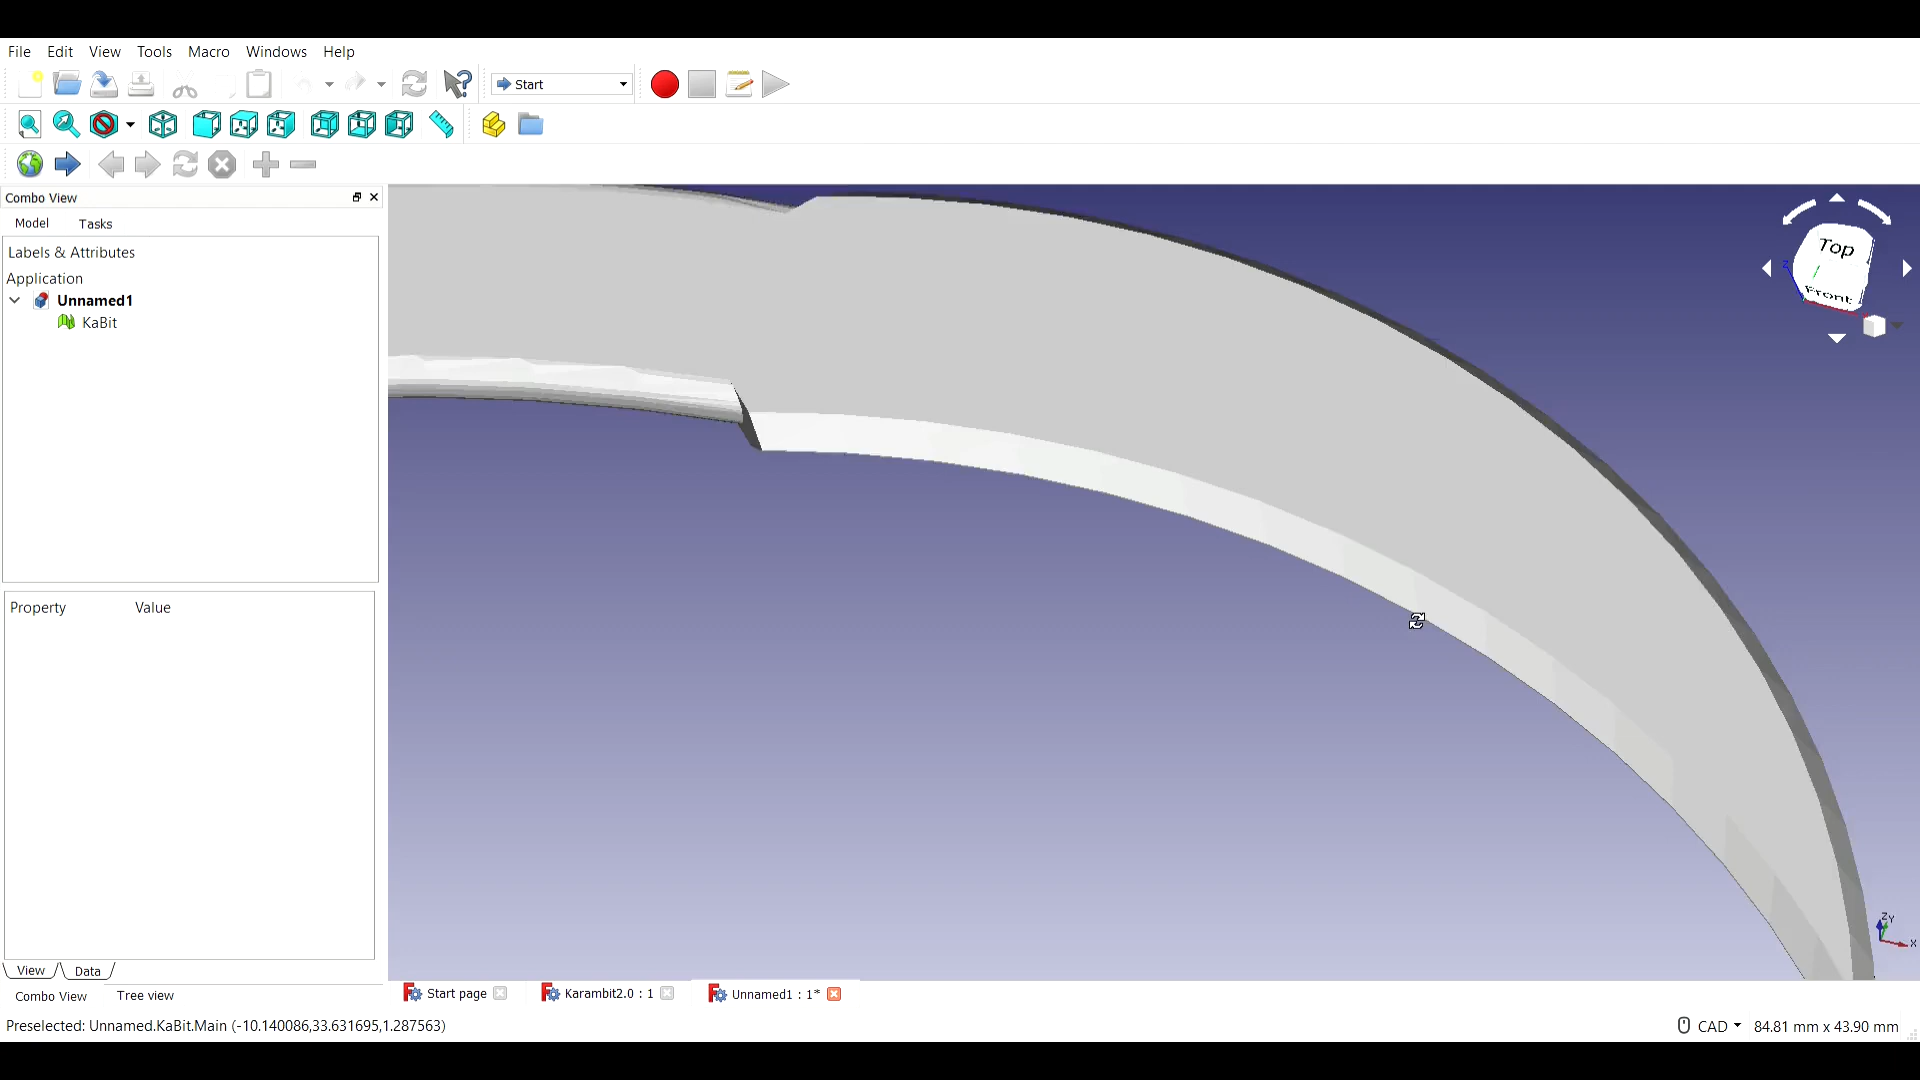 File Edit View Tools Macro Windows Help
Start
Combo View
Model Tasks
Labels & Attributes
Application
Unnamed1
KaBit
Property Value
View Data
Combo View Tree view
Top
Front
Z
X
Z Y
X
Start page Karambit2.0 : 1 Unnamed1 : 1*
Preselected: Unnamed.KaBit.Main (-10.140086,33.631695,1.287563)
CAD 84.81 mm x 43.90 mm